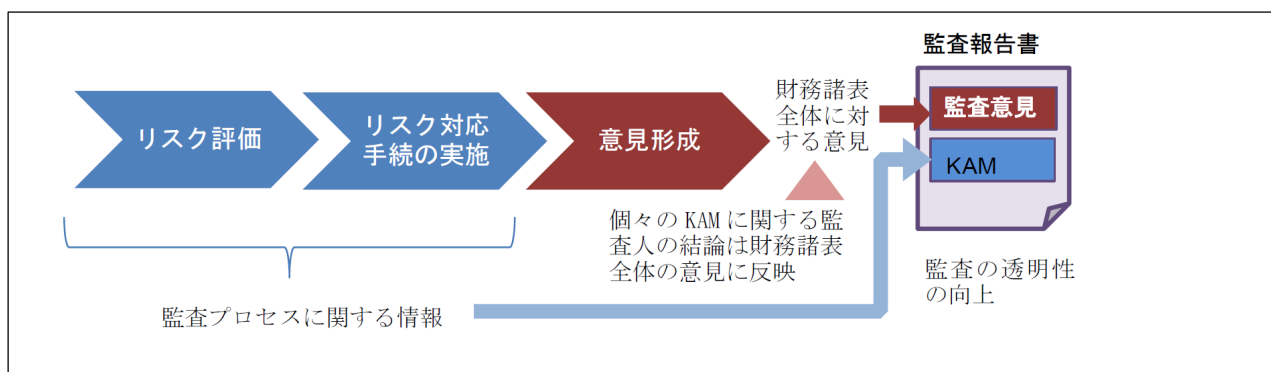 監査報告書
リスク評価
リスク対応
手続の実施
意見形成
財務諸表
全体に対
する意見
監査意見
KAM
個々の KAM に関する監
査人の結論は財務諸表
全体の意見に反映
監査の透明性
の向上
監査プロセスに関する情報